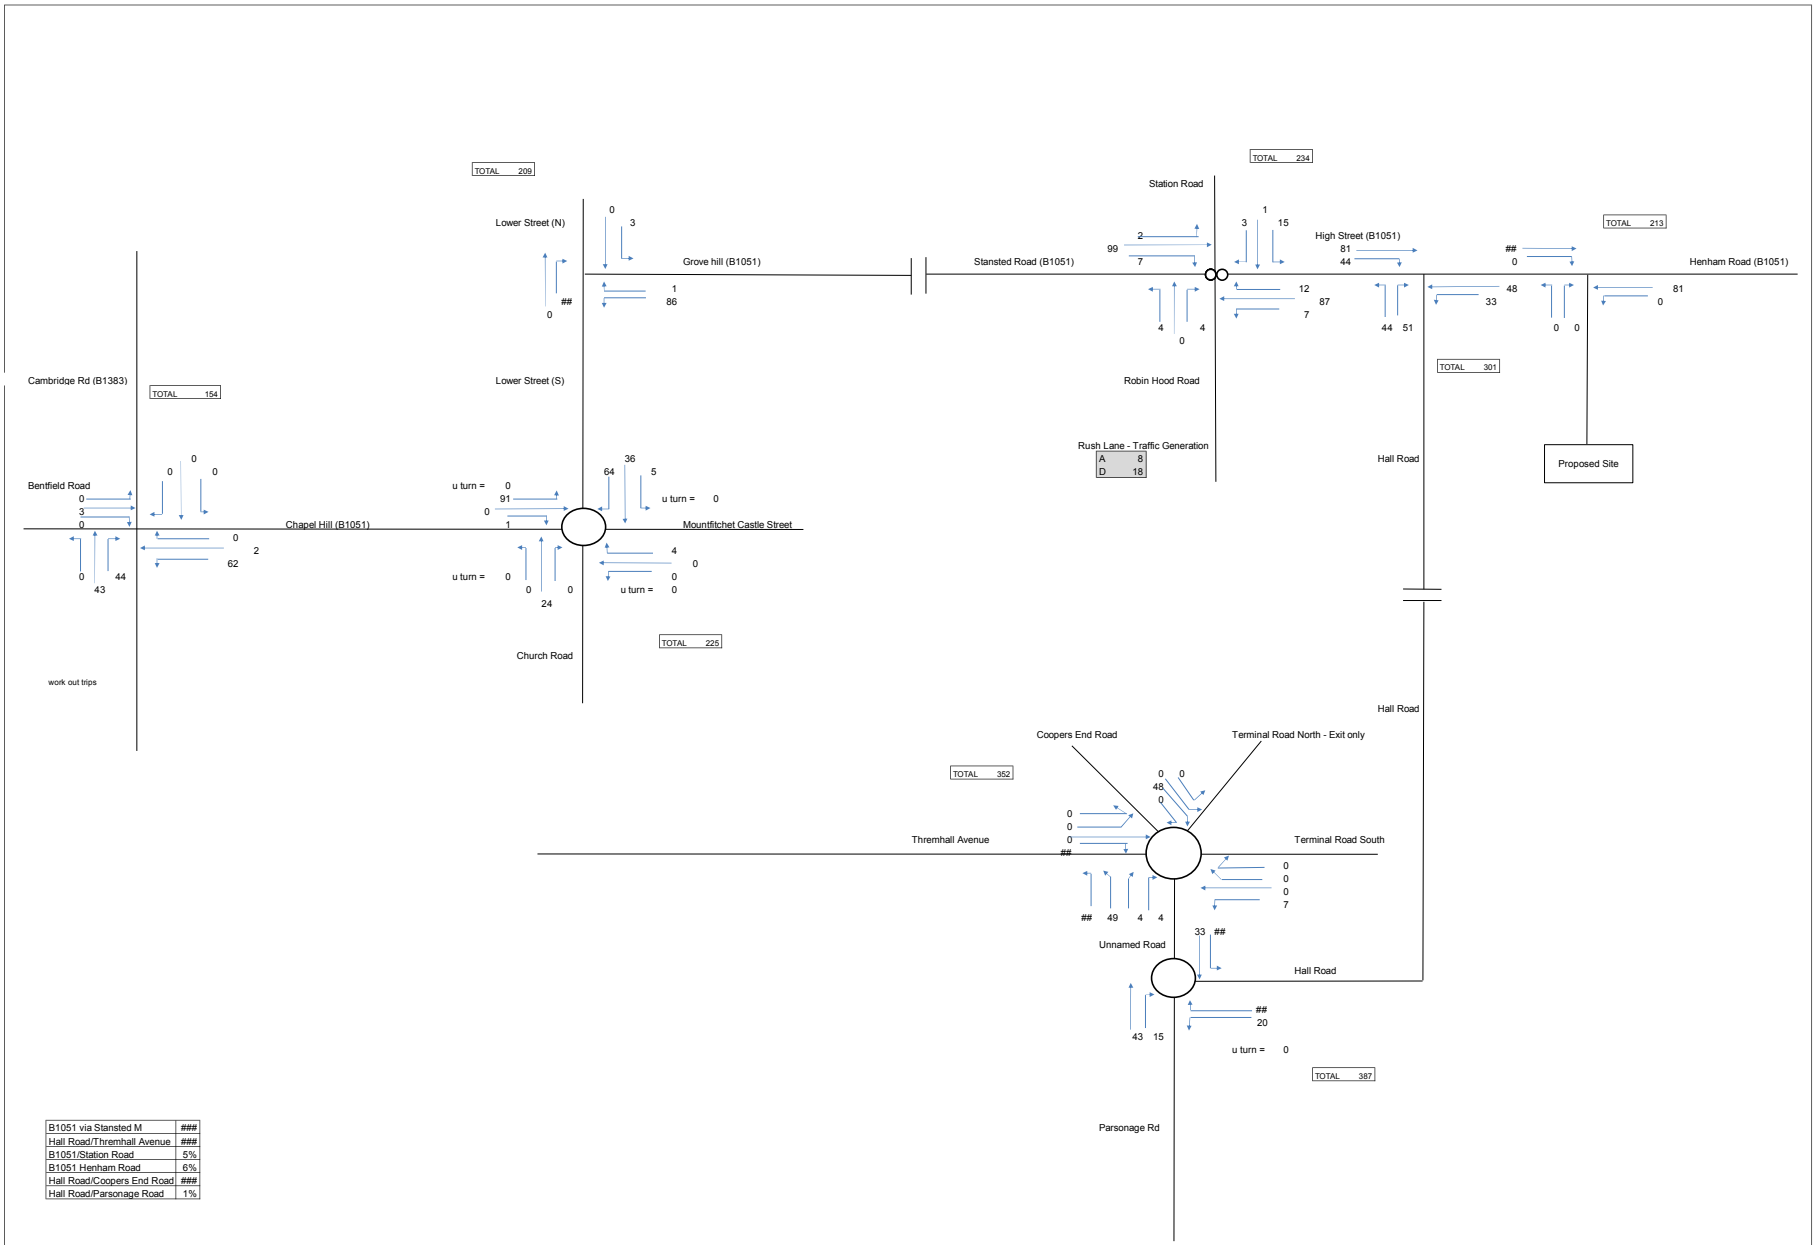 TOTAL 234
TOTAL 209
Station Road
Lower Street (N)
0
3
2
99
7
3
1
15
High Street (B1051)
81
44
##
0
TOTAL 213
Grove hill (B1051)
Stansted Road (B1051)
Henham Road (B1051)
##
0
1
86
12
87
7
4
0
4
44 51
48
33
0 0
81
0
Cambridge Rd (B1383)
TOTAL 154
Lower Street (S)
Robin Hood Road
TOTAL 301
Rush Lane - Traffic Generation
A 8
D 18
Hall Road
Proposed Site
Bentfield Road
0
3
0
0
0
0
u turn = 0
91
0
1
64
36
5
u turn = 0
Chapel Hill (B1051)
Mountfitchet Castle Street
0
2
62
0
43
44
u turn = 0
0
24
0
4
0
0
u turn = 0
Church Road
TOTAL 225
work out trips
Hall Road
Coopers End Road
Terminal Road North - Exit only
TOTAL 352
0 0
48
0
0
0
0
##
Thremhall Avenue
Terminal Road South
0
0
0
7
## 49 4 4
33 ##
Unnamed Road
Hall Road
##
20
43 15
u turn = 0
TOTAL 387
Parsonage Rd
B1051 via Stansted M ###
Hall Road/Thremhall Avenue ###
B1051/Station Road 5%
B1051 Henham Road 6%
Hall Road/Coopers End Road ###
Hall Road/Parsonage Road 1%